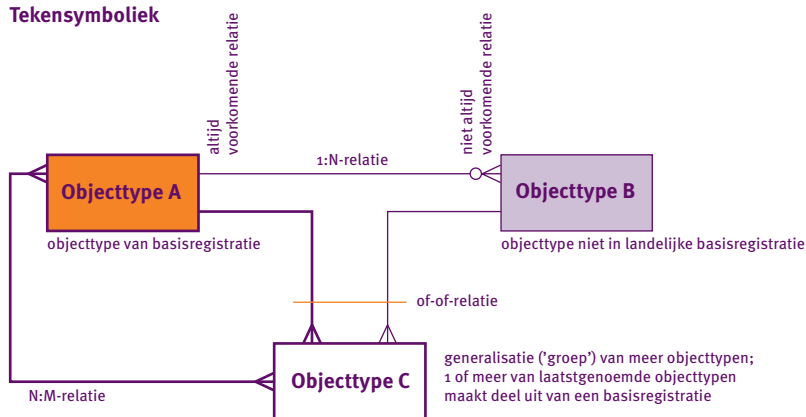 Tekensymboliek
altijd
voorkomende relatie
niet altijd
voorkomende relatie
1:N-relatie
Objecttype A
Objecttype B
objecttype van basisregistratie
objecttype niet in landelijke basisregistratie
of-of-relatie
Objecttype C
generalisatie ('groep') van meer objecttypen;
1 of meer van laatstgenoemde objecttypen
maakt deel uit van een basisregistratie
N:M-relatie